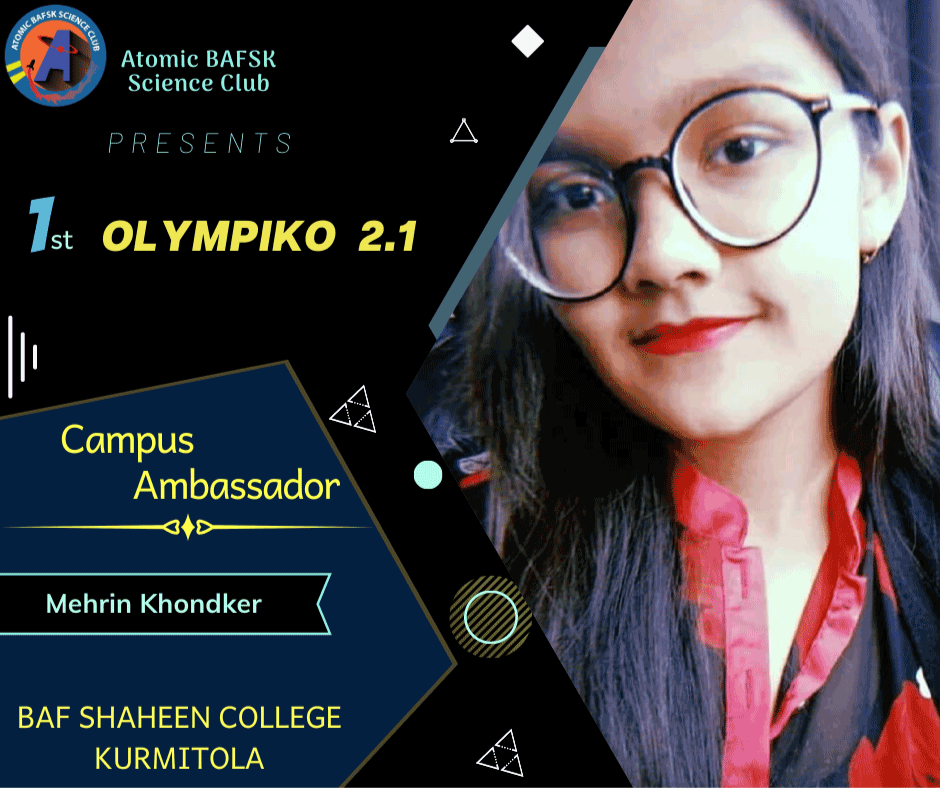 ATOMIC BAFSK SCIENCE CLUB
A
Atomic BAFSK
Science Club
PRESENTS
1st OLYMPIKO 2.1
Campus
Ambassador
Mehrin Khondker
BAF SHAHEEN COLLEGE
KURMITOLA